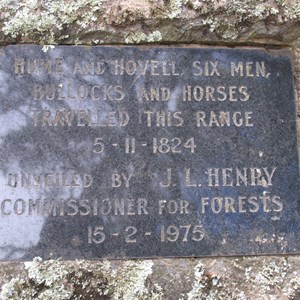 HUME AND HOVELL, SIX MEN,
BULLOCKS AND HORSES
TRAVELLED THIS RANGE
5-11-1824
UNVEILED BY J. L. HENRY
COMMISSIONER FOR FORESTS
15-2-1975